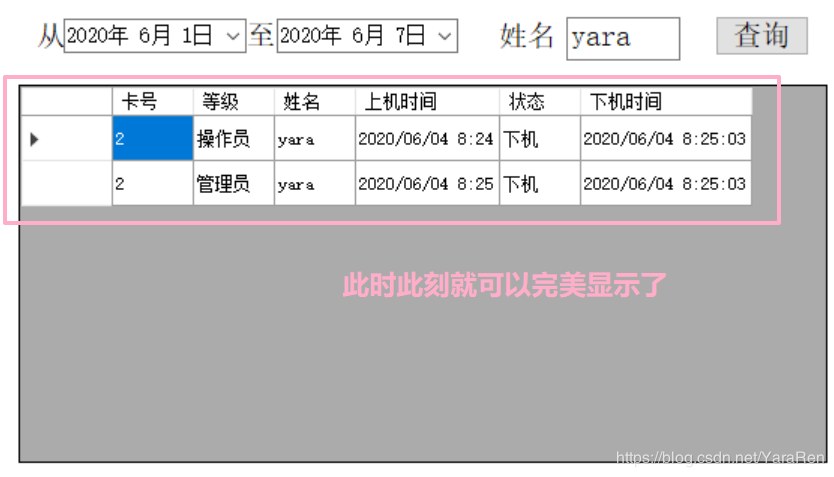 从 2020年 6月 1日 至 2020年 6月 7日 姓名 yara 查询
卡号 等级 姓名 上机时间 状态 下机时间
2 操作员 yara 2020/06/04 8:24 下机 2020/06/04 8:25:03
2 管理员 yara 2020/06/04 8:25 下机 2020/06/04 8:25:03
此时此刻就可以完美显示了
https://blog.csdn.net/YaraRen